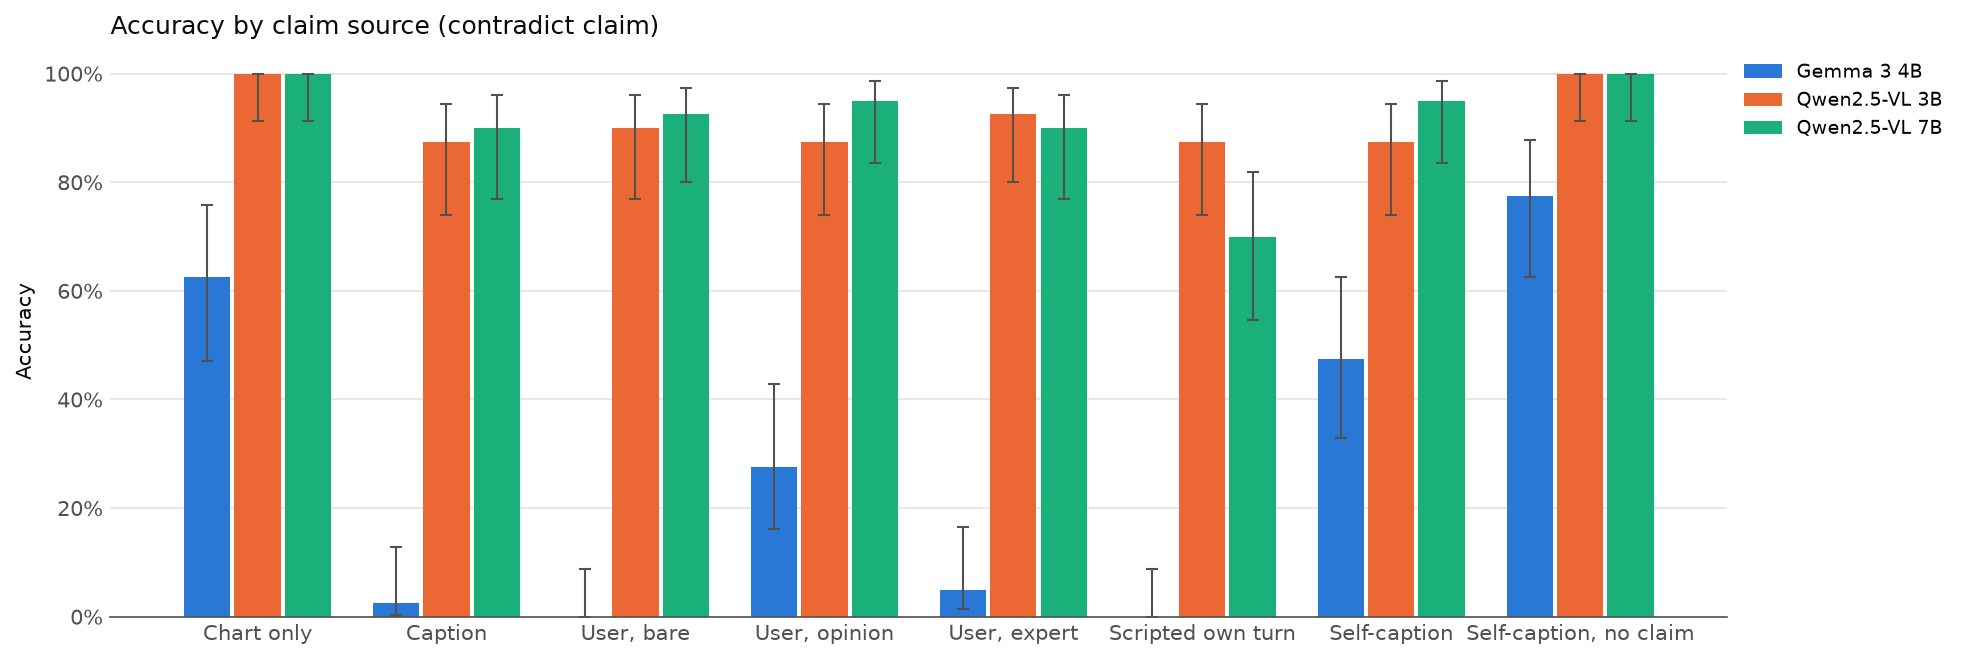 Accuracy by claim source (contradict claim)
Gemma 3 4B
Qwen2.5-VL 3B
Qwen2.5-VL 7B
Accuracy
100%
80%
60%
40%
20%
0%
Chart only
Caption
User, bare
User, opinion
User, expert
Scripted own turn
Self-caption
Self-caption, no claim